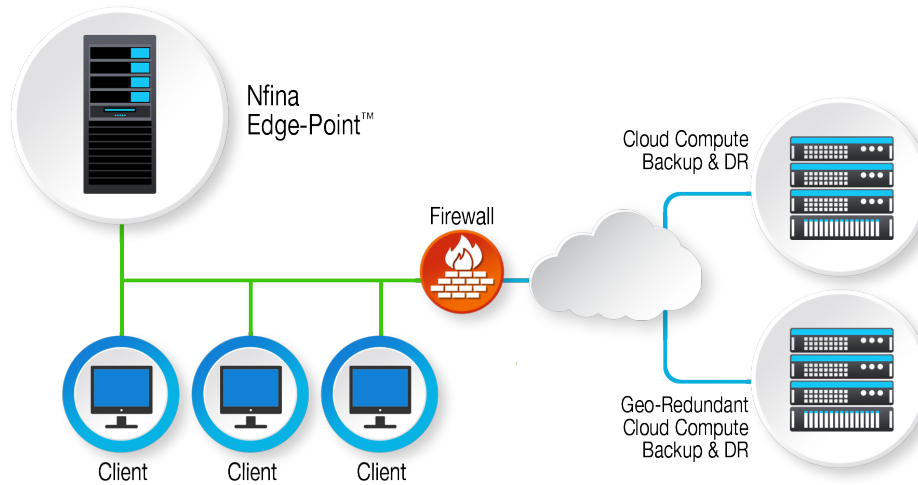 Nfina
Edge-Point™
Cloud Compute
Backup & DR
Firewall
Geo-Redundant
Cloud Compute
Backup & DR
Client
Client
Client